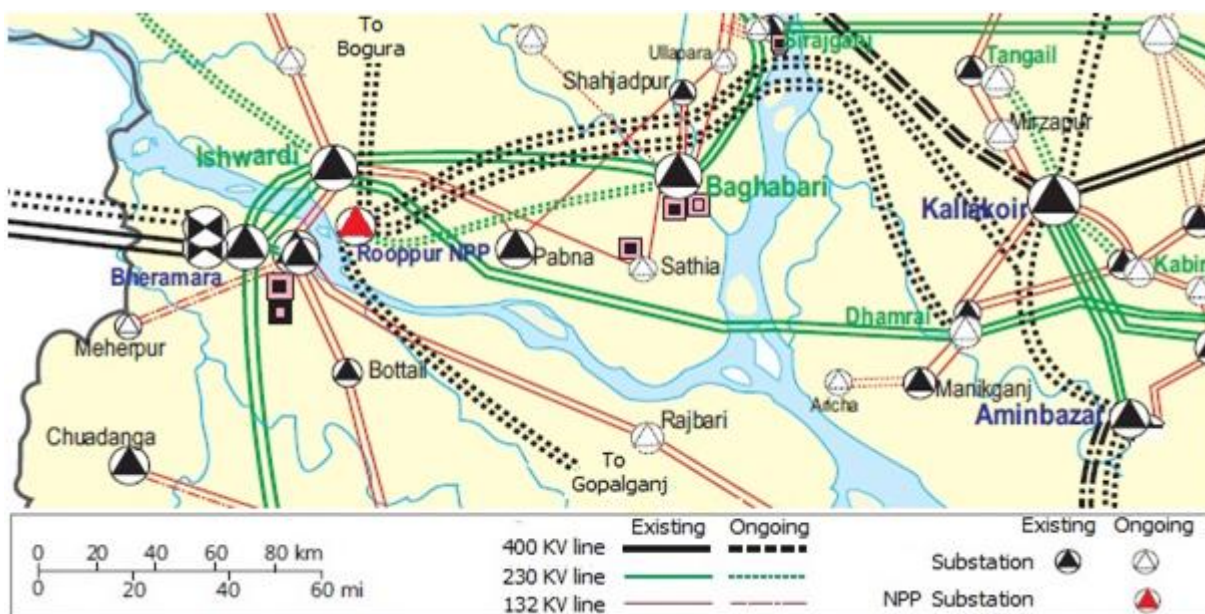 To
Bogura
Ullapara
Sirajganj
Tangail
Shahjadpur
Mirzapur
Ishwardi
Baghabari
Kaliakoir
Rooppur NPP
Pabna
Sathia
Bheramara
Kabir
Dhamrai
Meherpur
Bottail
Aricha
Manikganj
Aminbazar
Rajbari
Chuadanga
To
Gopalganj
0 20 40 60 80 km
0 20 40 60 mi
Existing Ongoing
400 KV line
230 KV line
132 KV line
Existing Ongoing
Substation
NPP Substation